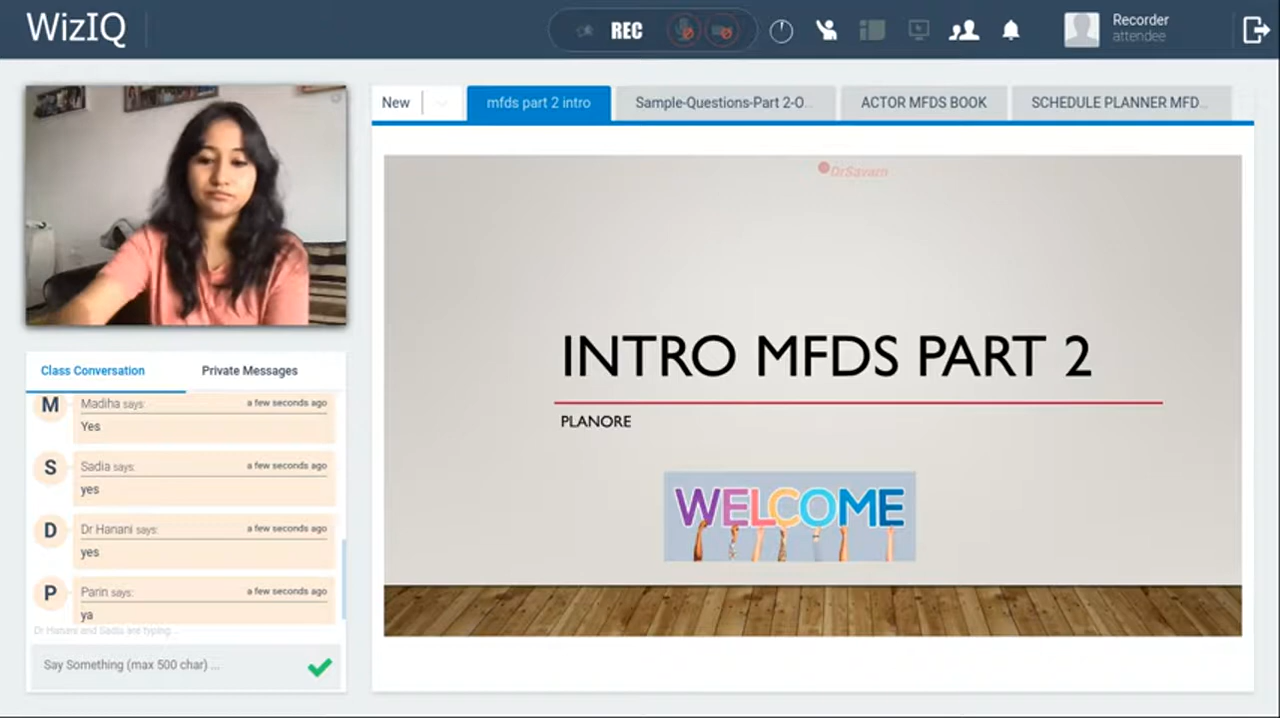 WizIQ
REC
Recorder
attendee
New
mfds part 2 intro
Sample-Questions-Part 2-O...
ACTOR MFDS BOOK
SCHEDULE PLANNER MFD...
DrSavarn
INTRO MFDS PART 2
PLANORE
WELCOME
Class Conversation
Private Messages
M
Madiha says:
a few seconds ago
Yes
S
Sadia says:
a few seconds ago
yes
D
Dr Hanani says:
a few seconds ago
yes
P
Parin says:
a few seconds ago
ya
Dr Hanani and Sadia are typing...
Say Something (max 500 char) ...